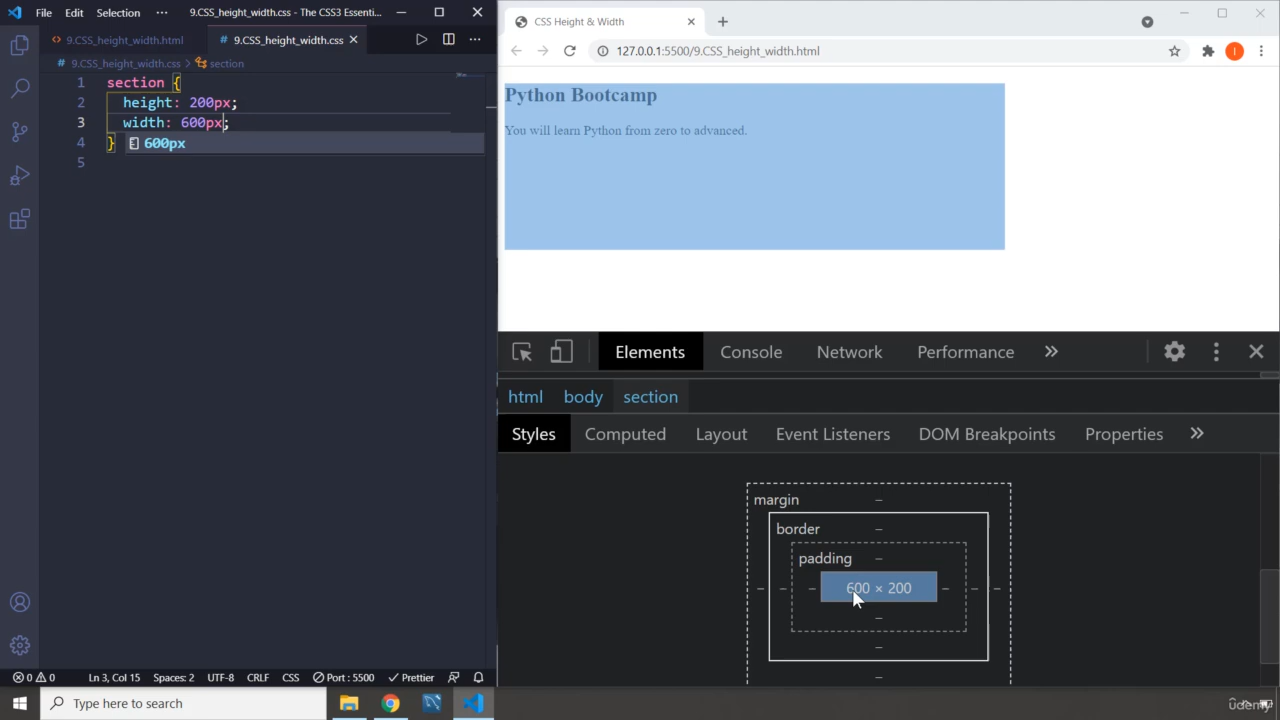 File Edit Selection ··· 9.CSS_height_width.css - The CSS3 Essenti...
<> 9.CSS_height_width.html # 9.CSS_height_width.css ×
# 9.CSS_height_width.css > section
1 section {
2 height: 200px;
3 width: 600px;
4 }
600px
5
0 0 Ln 3, Col 15 Spaces: 2 UTF-8 CRLF CSS Port : 5500 Prettier
CSS Height & Width
127.0.0.1:5500/9.CSS_height_width.html
I
Python Bootcamp
You will learn Python from zero to advanced.
Elements Console Network Performance »
html body section
Styles Computed Layout Event Listeners DOM Breakpoints Properties »
margin –
border –
padding –
– – – 600 × 200 – – –
–
–
–
Type here to search
udemy